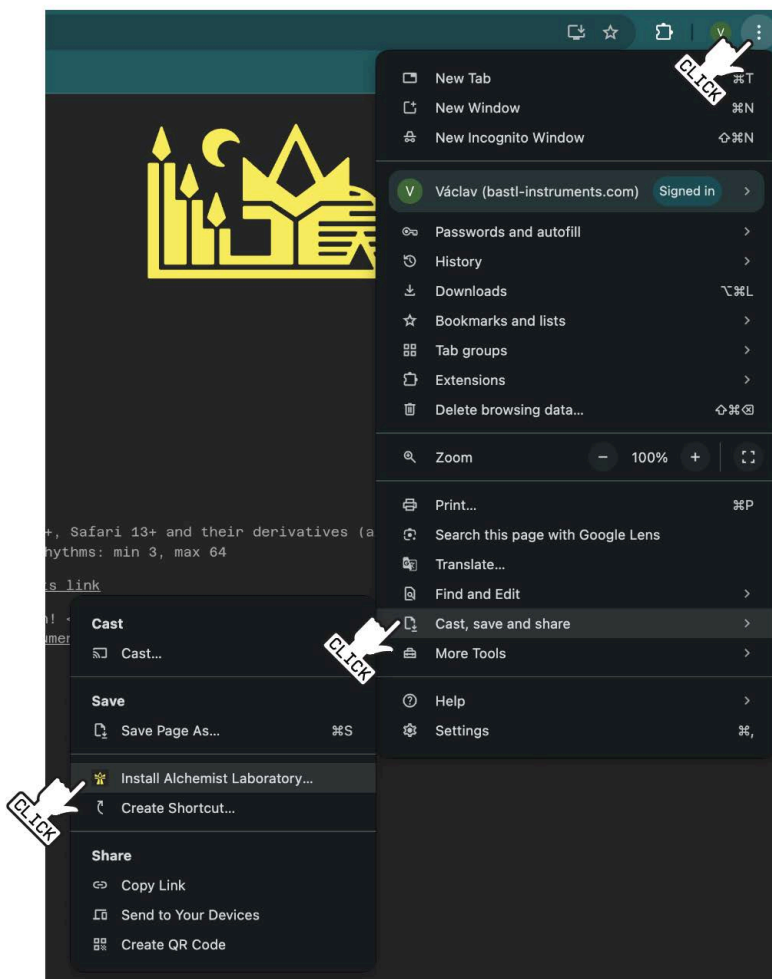 V
CLICK
New Tab ⌘T
New Window ⌘N
New Incognito Window ⇧⌘N
V Václav (bastl-instruments.com) Signed in
Passwords and autofill
History
Downloads ⌥⌘L
Bookmarks and lists
Tab groups
Extensions
Delete browsing data... ⇧⌘⌫
Zoom − 100% +
Print... ⌘P
Search this page with Google Lens
Translate...
Find and Edit
Cast, save and share
More Tools
Help
Settings ⌘,
CLICK
+, Safari 13+ and their derivatives (a
hythms: min 3, max 64
s link
! <
Cast
Cast...
Save
Save Page As... ⌘S
Install Alchemist Laboratory...
Create Shortcut...
CLICK
Share
Copy Link
Send to Your Devices
Create QR Code